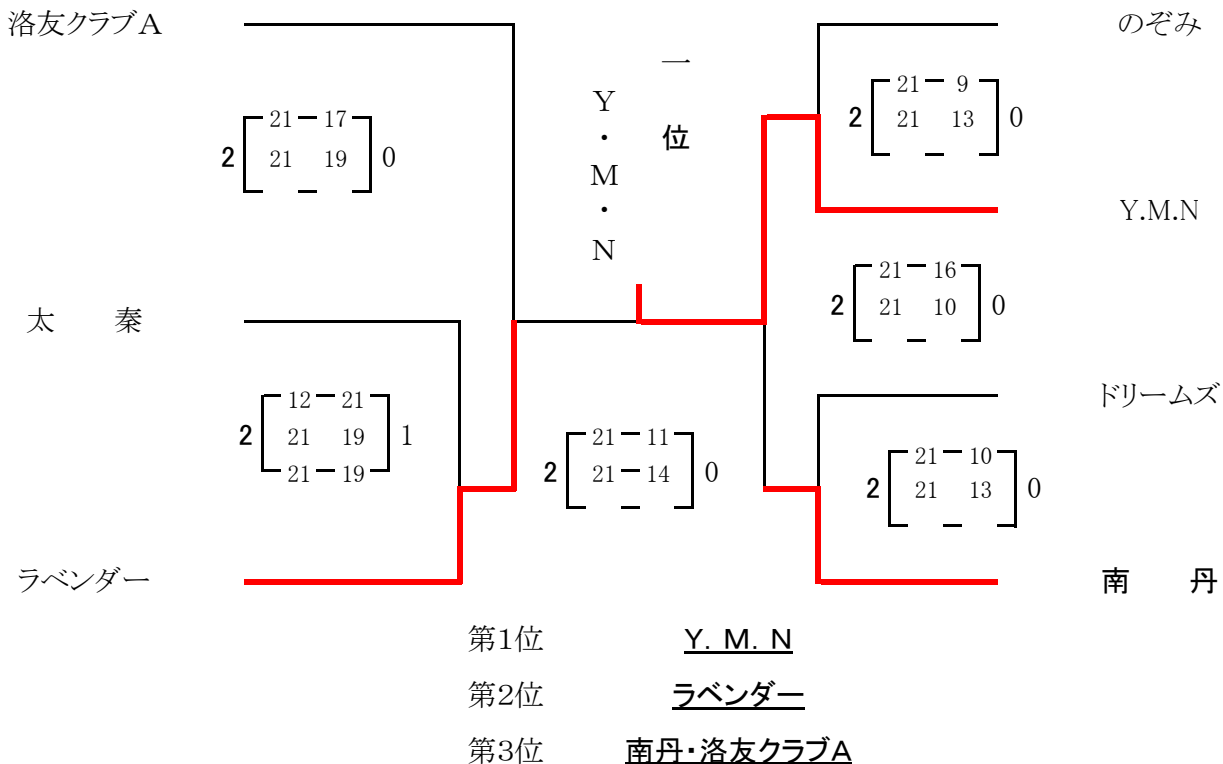 洛友クラブA
のぞみ
一位
Y・M・N
21 9
2 21 13 0
21 17
2 21 19 0
Y.M.N
21 16
2 21 10 0
太 秦
ドリームズ
12 21
2 21 19 1
21 19
21 11
2 21 14 0
21 10
2 21 13 0
ラベンダー
南 丹
第1位 Y. M. N
第2位 ラベンダー
第3位 南丹・洛友クラブA